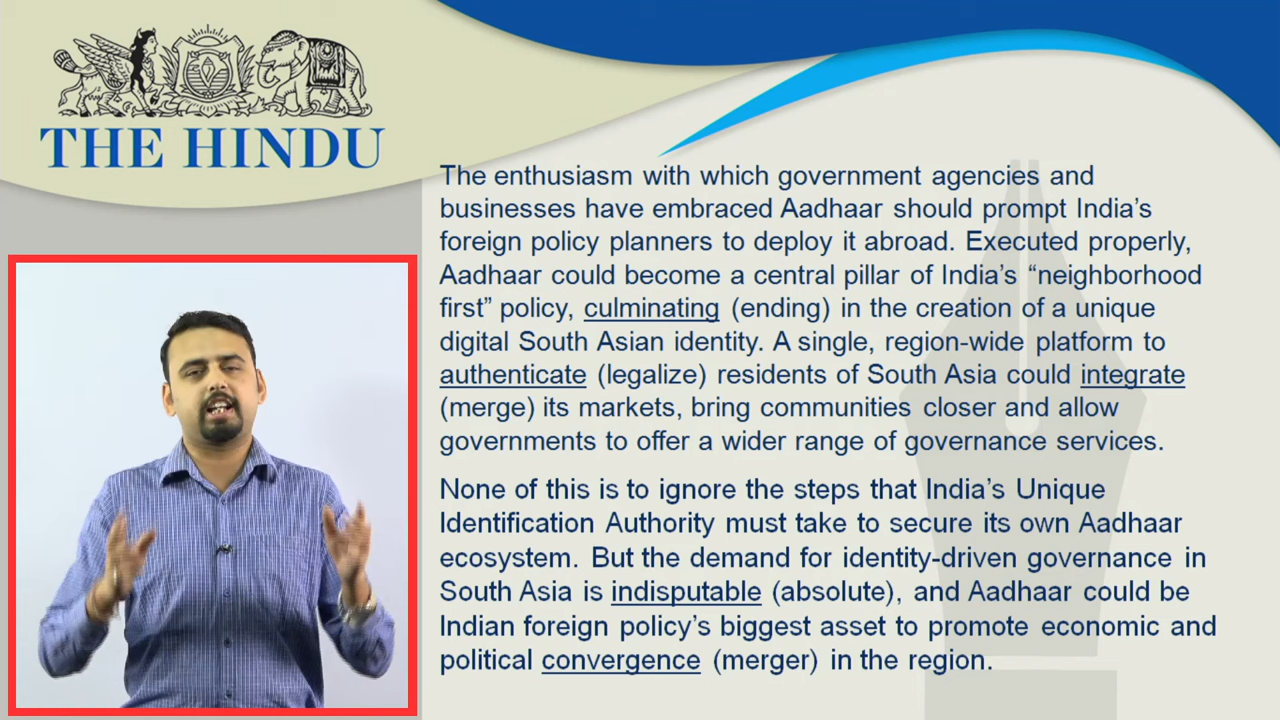 THE HINDU
The enthusiasm with which government agencies and
businesses have embraced Aadhaar should prompt India’s
foreign policy planners to deploy it abroad. Executed properly,
Aadhaar could become a central pillar of India’s “neighborhood
first” policy, culminating (ending) in the creation of a unique
digital South Asian identity. A single, region-wide platform to
authenticate (legalize) residents of South Asia could integrate
(merge) its markets, bring communities closer and allow
governments to offer a wider range of governance services.
None of this is to ignore the steps that India’s Unique
Identification Authority must take to secure its own Aadhaar
ecosystem. But the demand for identity-driven governance in
South Asia is indisputable (absolute), and Aadhaar could be
Indian foreign policy’s biggest asset to promote economic and
political convergence (merger) in the region.